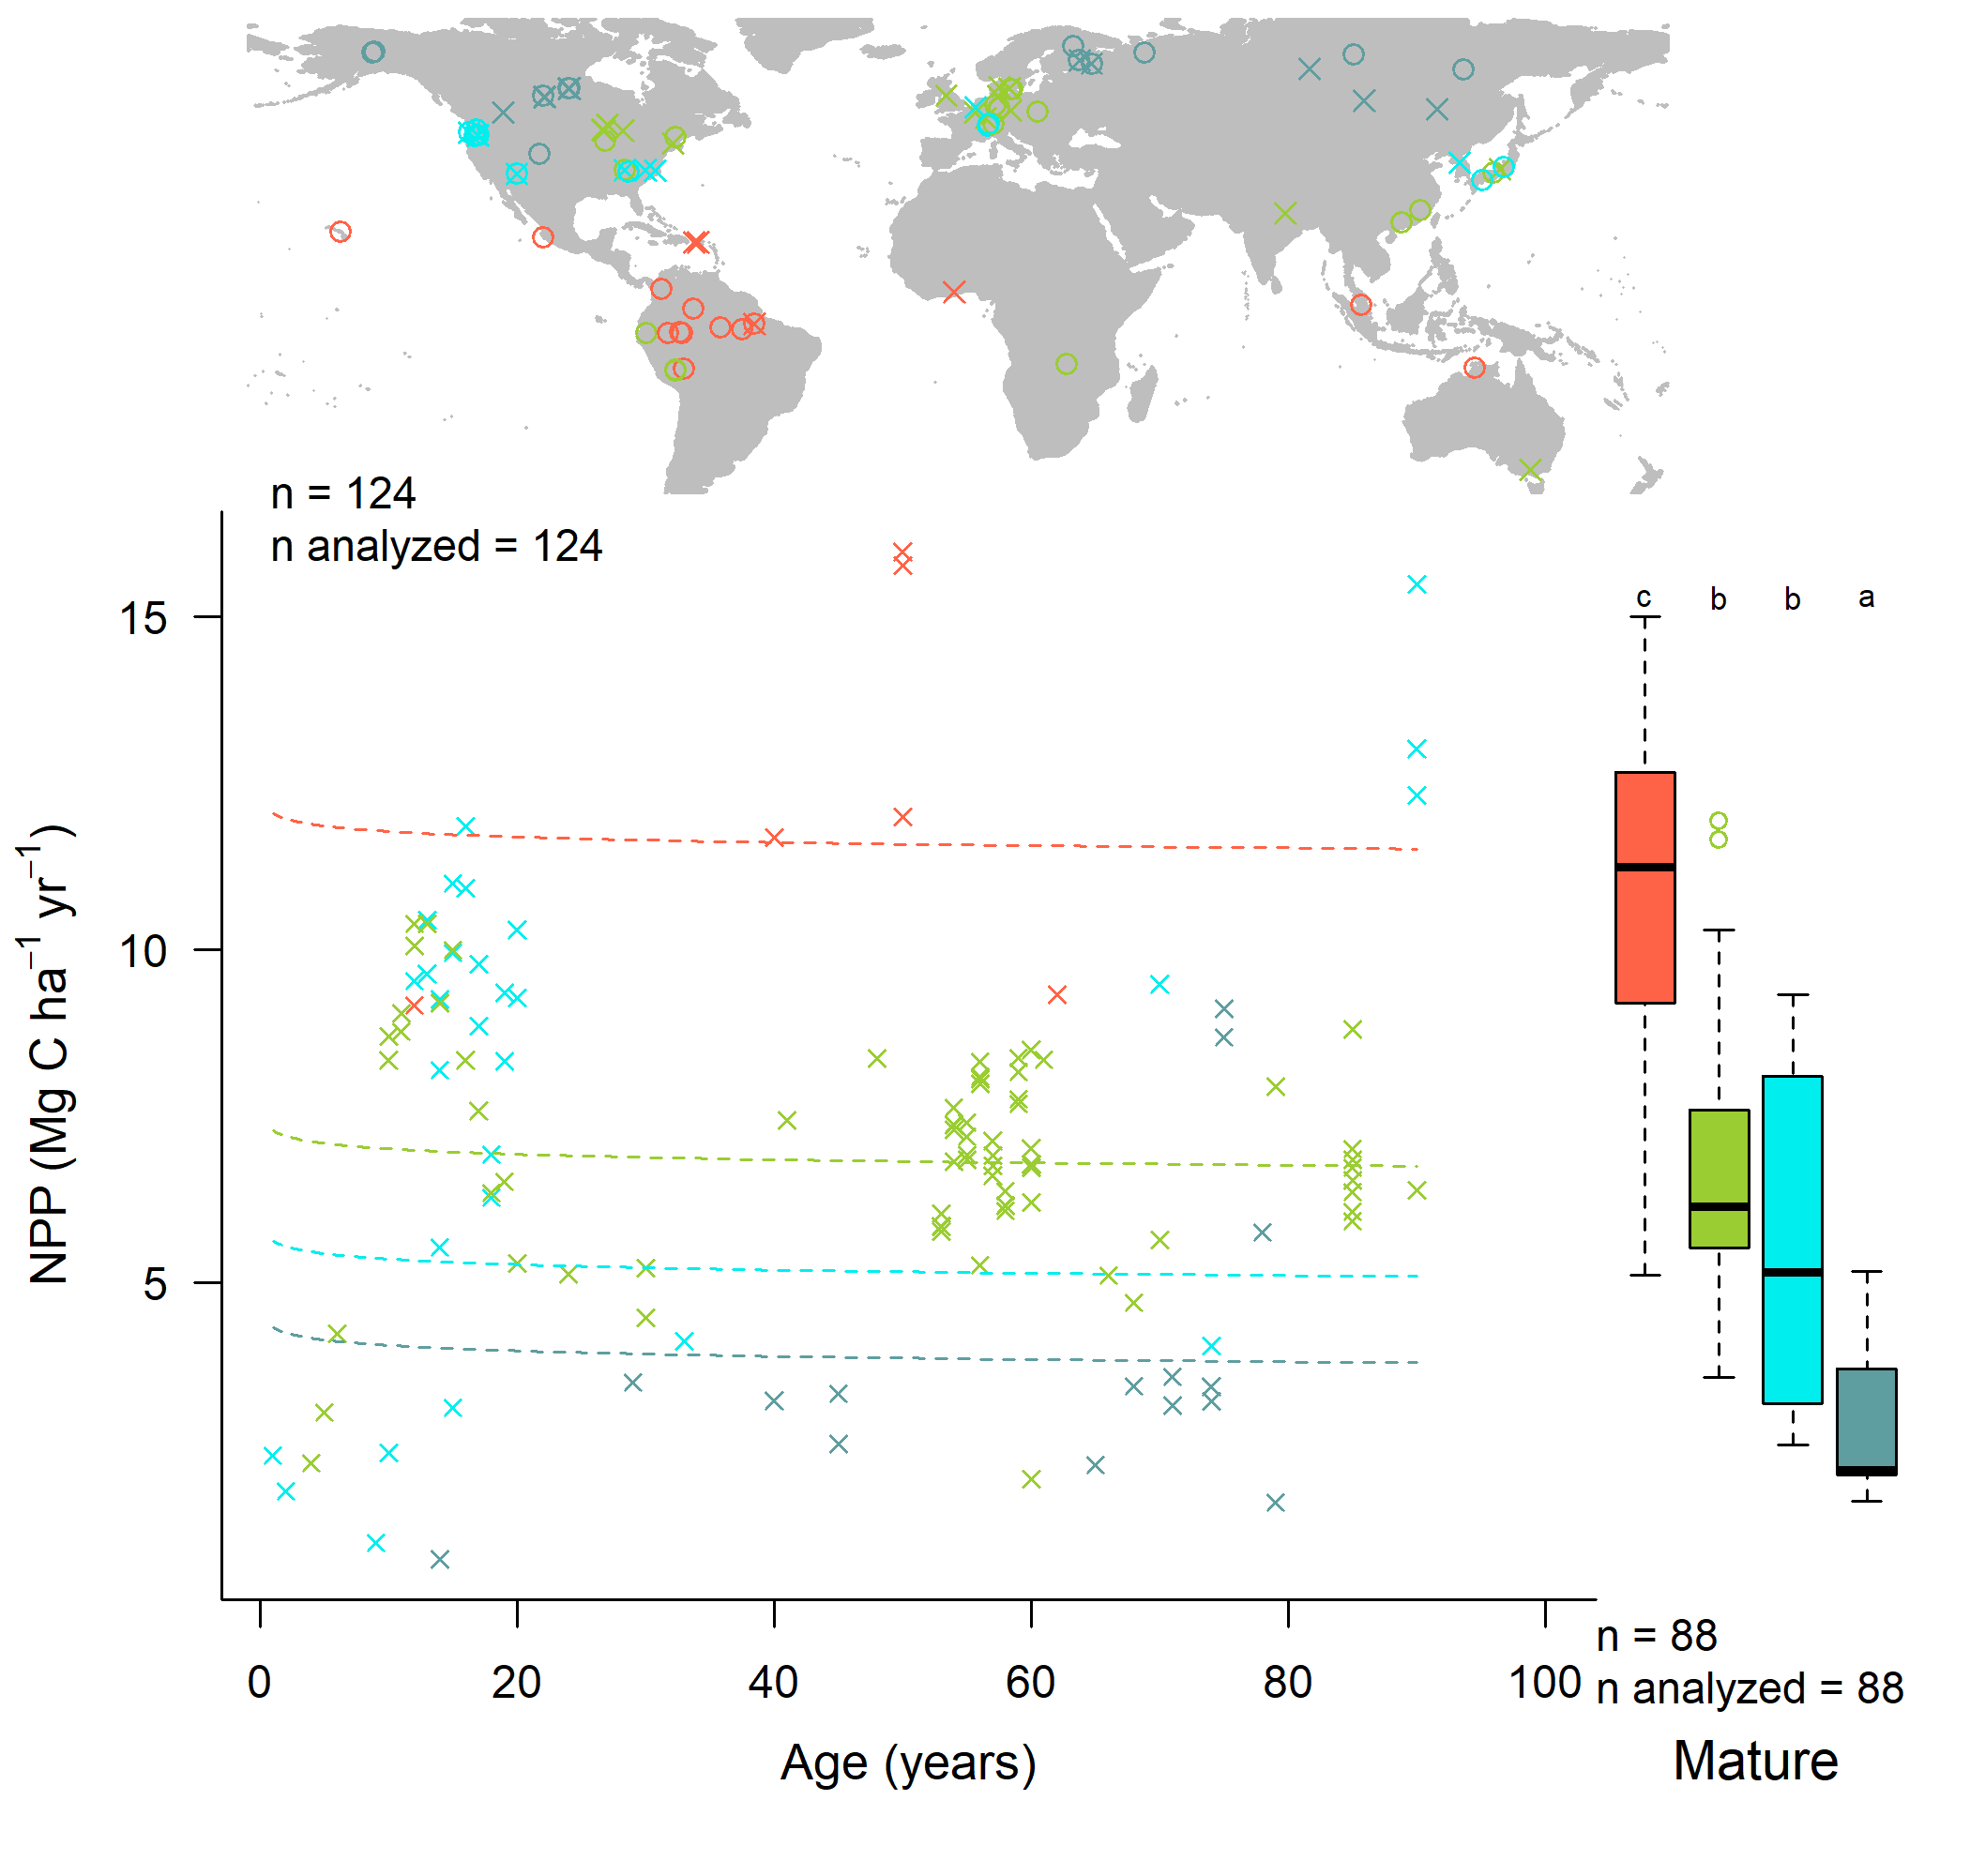 n = 124
n analyzed = 124
15
10
5
NPP (Mg C ha⁻¹ yr⁻¹)
c b b a
0 20 40 60 80 100
Age (years)
n = 88
n analyzed = 88
Mature